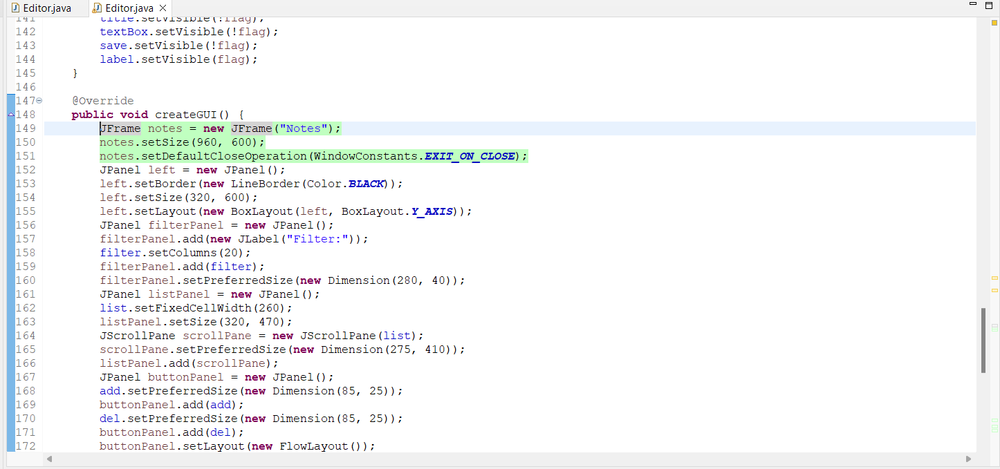 Editor.java Editor.java
141 title.setVisible(!flag);
142 textBox.setVisible(!flag);
143 save.setVisible(!flag);
144 label.setVisible(flag);
145 }
146
147 @Override
148 public void createGUI() {
149 JFrame notes = new JFrame("Notes");
150 notes.setSize(960, 600);
151 notes.setDefaultCloseOperation(WindowConstants.EXIT_ON_CLOSE);
152 JPanel left = new JPanel();
153 left.setBorder(new LineBorder(Color.BLACK));
154 left.setSize(320, 600);
155 left.setLayout(new BoxLayout(left, BoxLayout.Y_AXIS));
156 JPanel filterPanel = new JPanel();
157 filterPanel.add(new JLabel("Filter:"));
158 filter.setColumns(20);
159 filterPanel.add(filter);
160 filterPanel.setPreferredSize(new Dimension(280, 40));
161 JPanel listPanel = new JPanel();
162 list.setFixedCellWidth(260);
163 listPanel.setSize(320, 470);
164 JScrollPane scrollPane = new JScrollPane(list);
165 scrollPane.setPreferredSize(new Dimension(275, 410));
166 listPanel.add(scrollPane);
167 JPanel buttonPanel = new JPanel();
168 add.setPreferredSize(new Dimension(85, 25));
169 buttonPanel.add(add);
170 del.setPreferredSize(new Dimension(85, 25));
171 buttonPanel.add(del);
172 buttonPanel.setLayout(new FlowLayout());